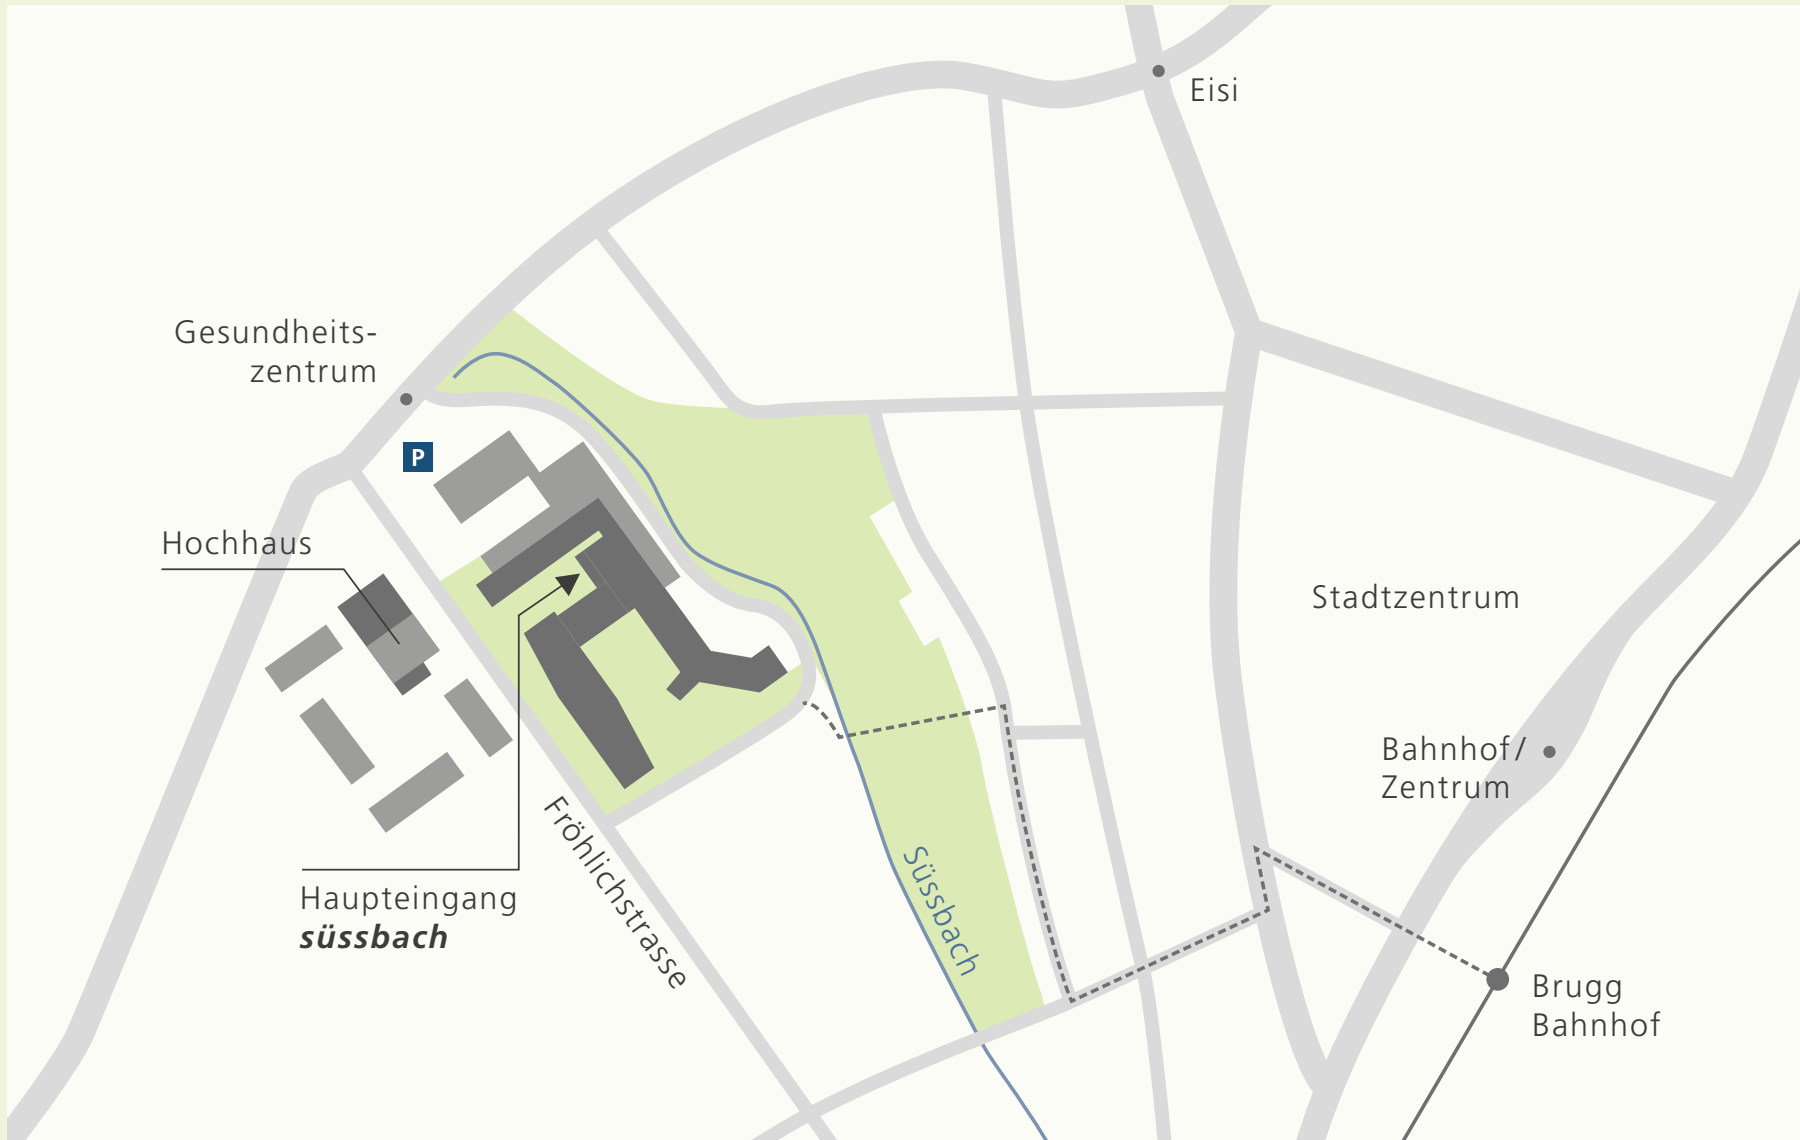 Eisi
Gesundheits-
zentrum
P
Hochhaus
Stadtzentrum
Bahnhof/
Zentrum
Fröhlichstrasse
Süssbach
Haupteingang
süssbach
Brugg
Bahnhof